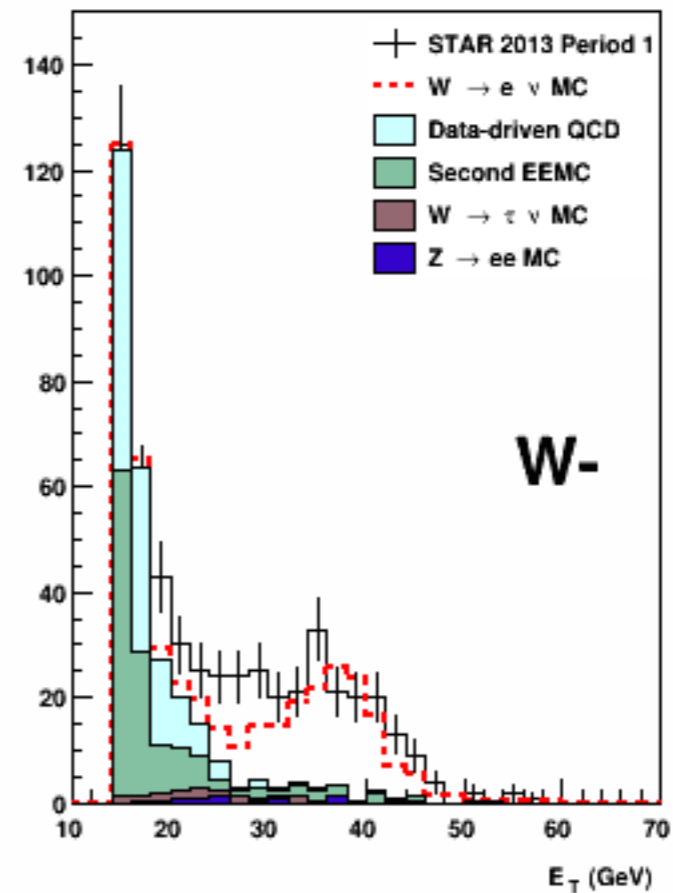 140
120
100
80
60
40
20
0
STAR 2013 Period 1
W → e ν MC
Data-driven QCD
Second EEMC
W → τ ν MC
Z → ee MC
W-
10 20 30 40 50 60 70
E T (GeV)